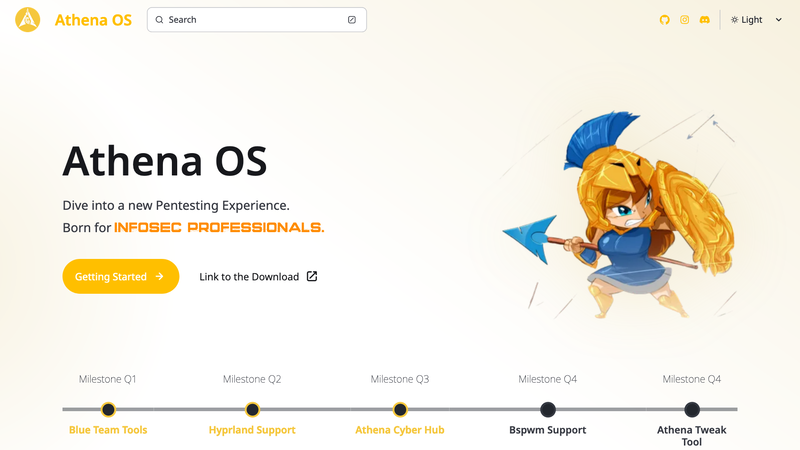 Athena OS
Search
Light
Athena OS
Dive into a new Pentesting Experience.
Born for INFOSEC PROFESSIONALS.
Getting Started
Link to the Download
Milestone Q1
Milestone Q2
Milestone Q3
Milestone Q4
Milestone Q4
Blue Team Tools
Hyprland Support
Athena Cyber Hub
Bspwm Support
Athena Tweak
Tool